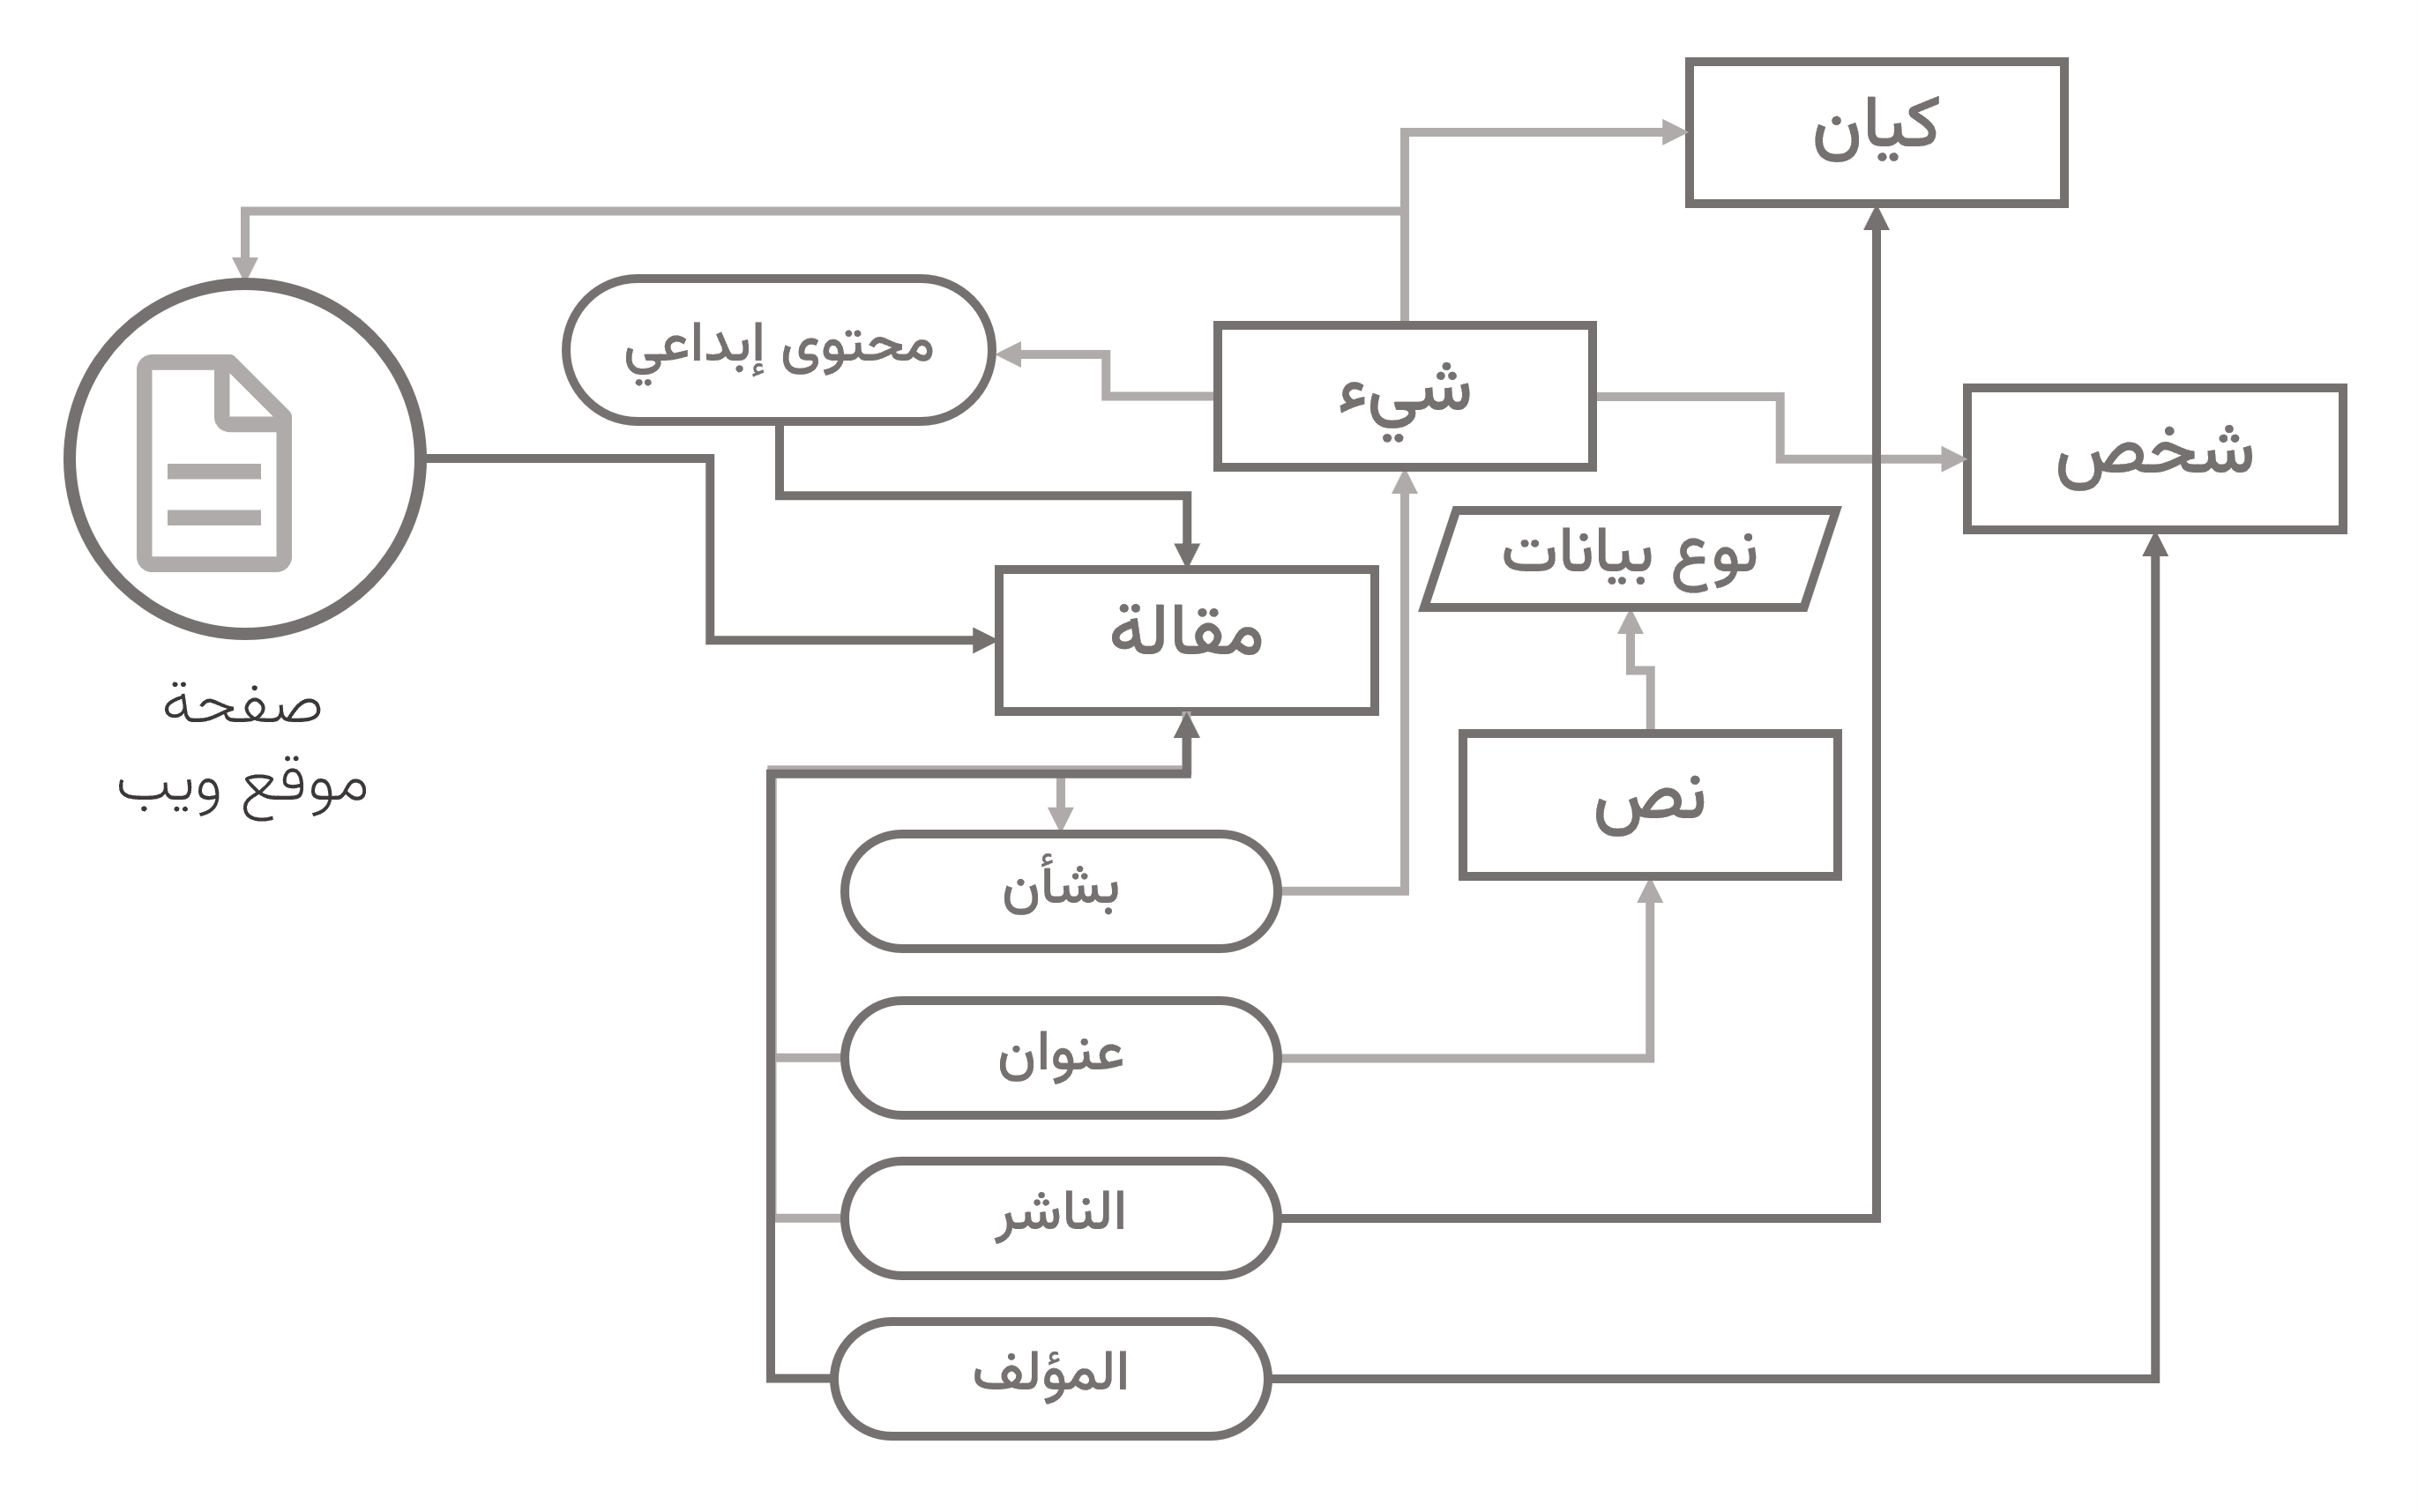 كيان
محتوى إبداعي
شيء
شخص
نوع بيانات
مقالة
صفحة
موقع ويب
نص
بشأن
عنوان
الناشر
المؤلف